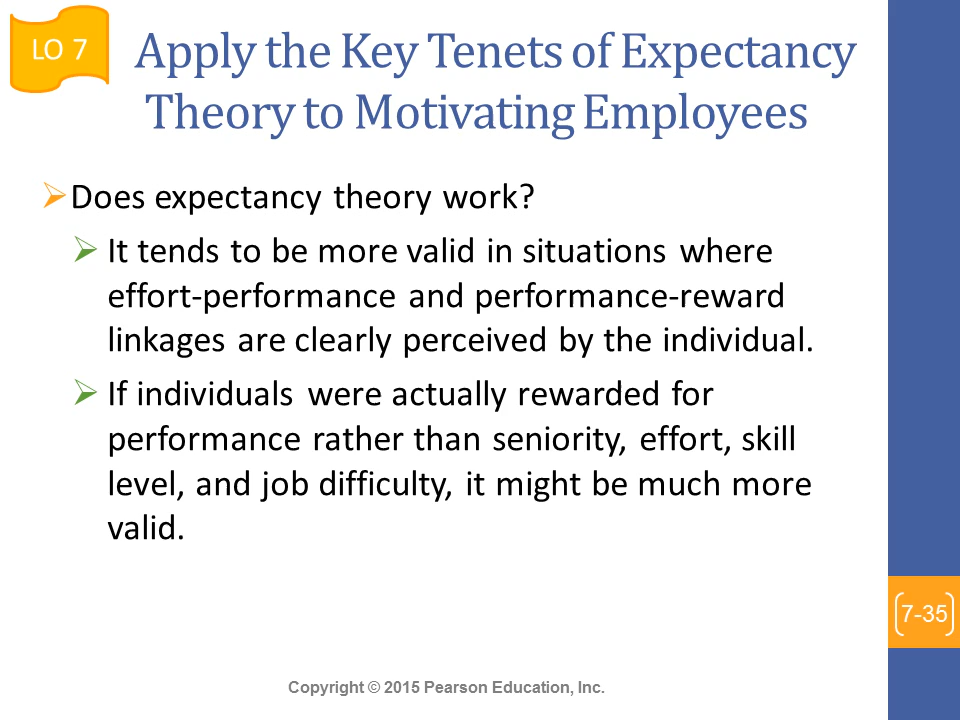 LO 7
Apply the Key Tenets of Expectancy
Theory to Motivating Employees
Does expectancy theory work?
It tends to be more valid in situations where
effort-performance and performance-reward
linkages are clearly perceived by the individual.
If individuals were actually rewarded for
performance rather than seniority, effort, skill
level, and job difficulty, it might be much more
valid.
7-35
Copyright © 2015 Pearson Education, Inc.